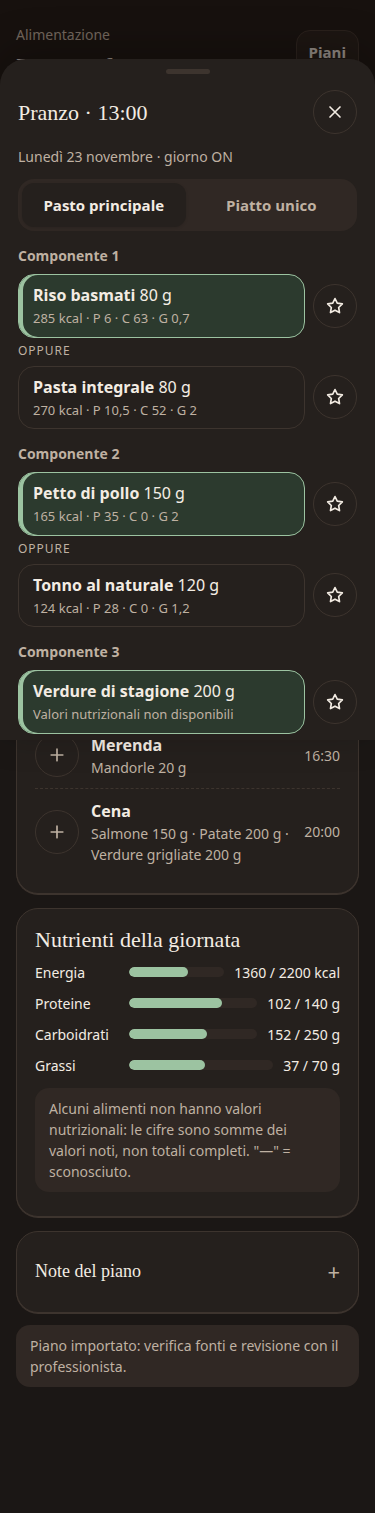 Alimentazione
Piani
Pranzo · 13:00
Lunedì 23 novembre · giorno ON
Pasto principale
Piatto unico
Componente 1
Riso basmati 80 g
285 kcal · P 6 · C 63 · G 0,7
OPPURE
Pasta integrale 80 g
270 kcal · P 10,5 · C 52 · G 2
Componente 2
Petto di pollo 150 g
165 kcal · P 35 · C 0 · G 2
OPPURE
Tonno al naturale 120 g
124 kcal · P 28 · C 0 · G 1,2
Componente 3
Verdure di stagione 200 g
Valori nutrizionali non disponibili
Merenda
Mandorle 20 g
16:30
Cena
Salmone 150 g · Patate 200 g ·
Verdure grigliate 200 g
20:00
Nutrienti della giornata
Energia 1360 / 2200 kcal
Proteine 102 / 140 g
Carboidrati 152 / 250 g
Grassi 37 / 70 g
Alcuni alimenti non hanno valori
nutrizionali: le cifre sono somme dei
valori noti, non totali completi. "—" =
sconosciuto.
Note del piano +
Piano importato: verifica fonti e revisione con il
professionista.